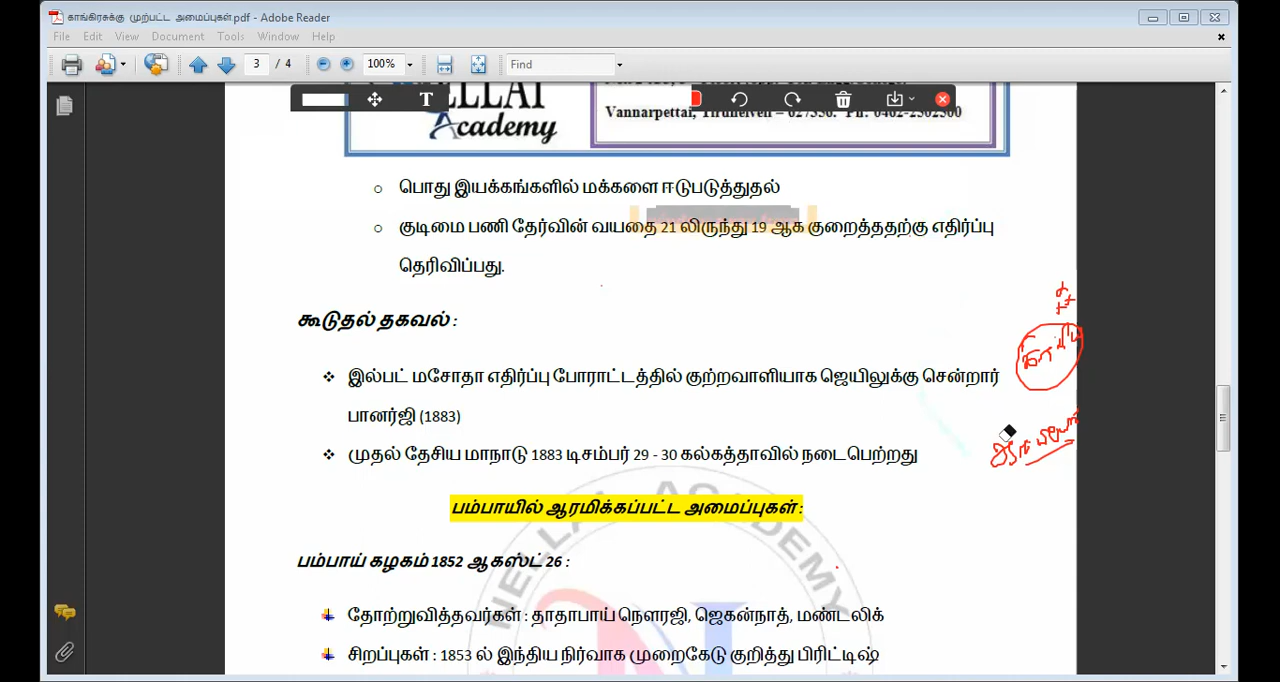 காங்கிரசுக்கு முற்பட்ட அமைப்புகள்.pdf - Adobe Reader
File Edit View Document Tools Window Help
3 / 4 100% Find
T
Academy
Vannarpettai, Tirunelveli – 627356. Ph: 0462-2502500
பொது இயக்கங்களில் மக்களை ஈடுபடுத்துதல்
குடிமை பணி தேர்வின் வயதை 21 லிருந்து 19 ஆக குறைத்ததற்கு எதிர்ப்பு
தெரிவிப்பது.
கூடுதல் தகவல் :
இல்பட் மசோதா எதிர்ப்பு போராட்டத்தில் குற்றவாளியாக ஜெயிலுக்கு சென்றார்
பானர்ஜி (1883)
முதல் தேசிய மாநாடு 1883 டிசம்பர் 29 - 30 கல்கத்தாவில் நடைபெற்றது
பம்பாயில் ஆரமிக்கப்பட்ட அமைப்புகள் :
பம்பாய் கழகம் 1852 ஆகஸ்ட் 26 :
தோற்றுவித்தவர்கள் : தாதாபாய் நௌரஜி, ஜெகன்நாத், மண்டலிக்
சிறப்புகள் : 1853 ல் இந்திய நிர்வாக முறைகேடு குறித்து பிரிட்டிஷ்
NELLAI ACADEMY